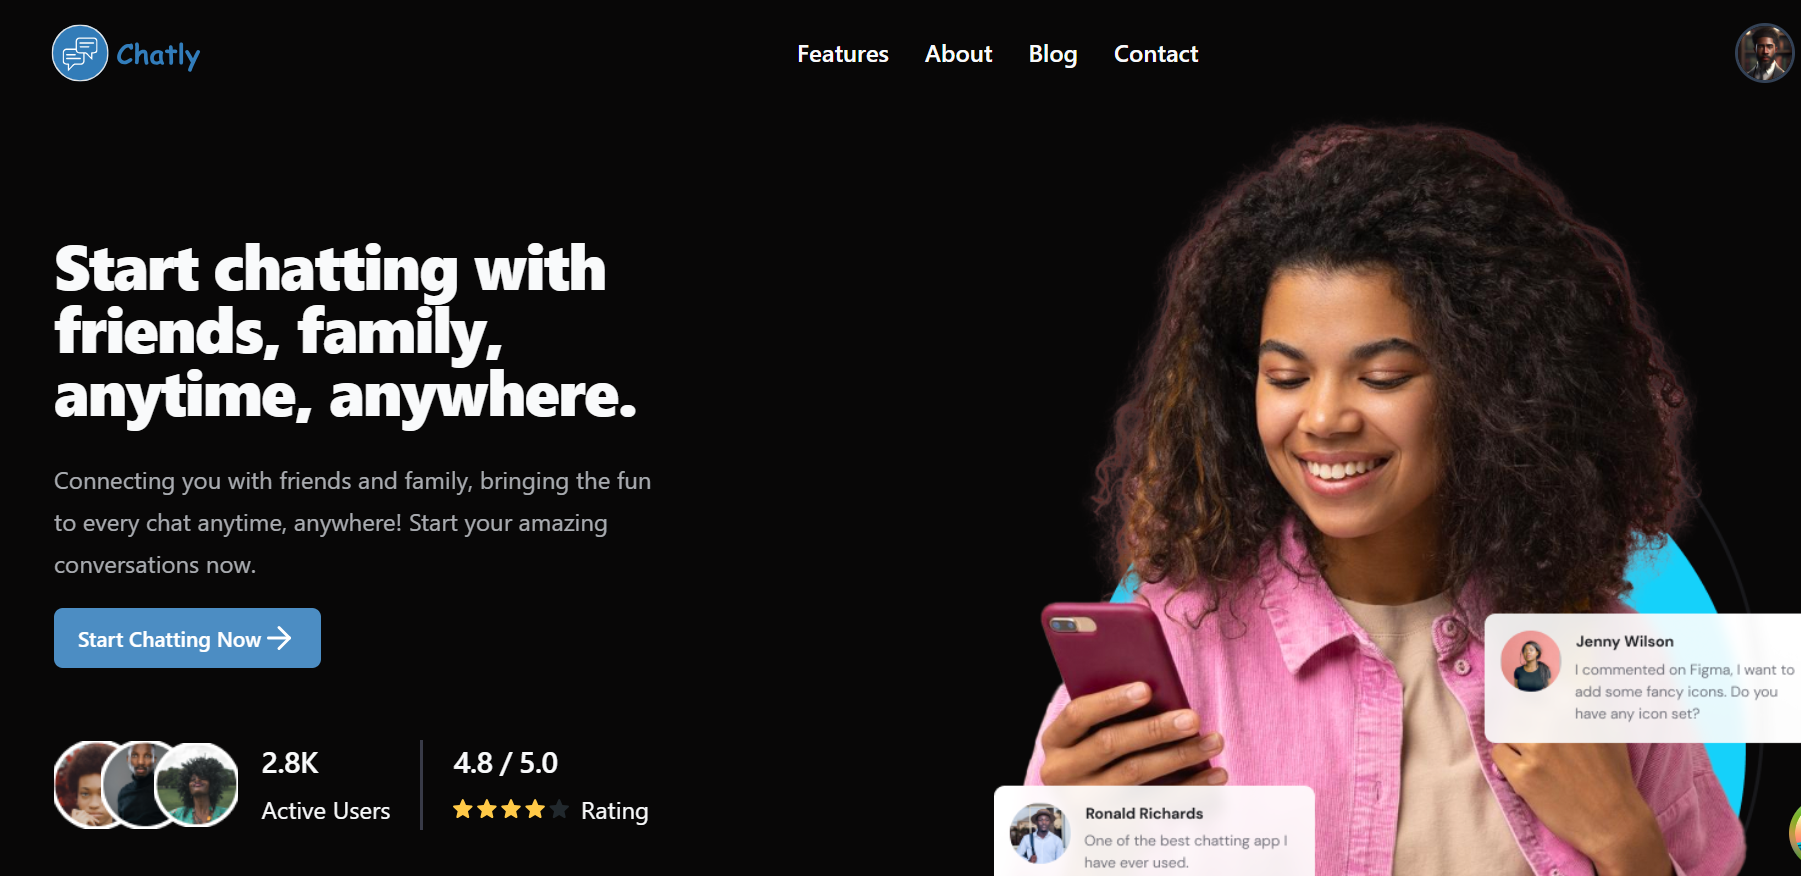 Chatly
Features About Blog Contact
Start chatting with
friends, family,
anytime, anywhere.
Connecting you with friends and family, bringing the fun
to every chat anytime, anywhere! Start your amazing
conversations now.
Start Chatting Now
2.8K
Active Users
4.8 / 5.0
Rating
Jenny Wilson
I commented on Figma, I want to
add some fancy icons. Do you
have any icon set?
Ronald Richards
One of the best chatting app I
have ever used.